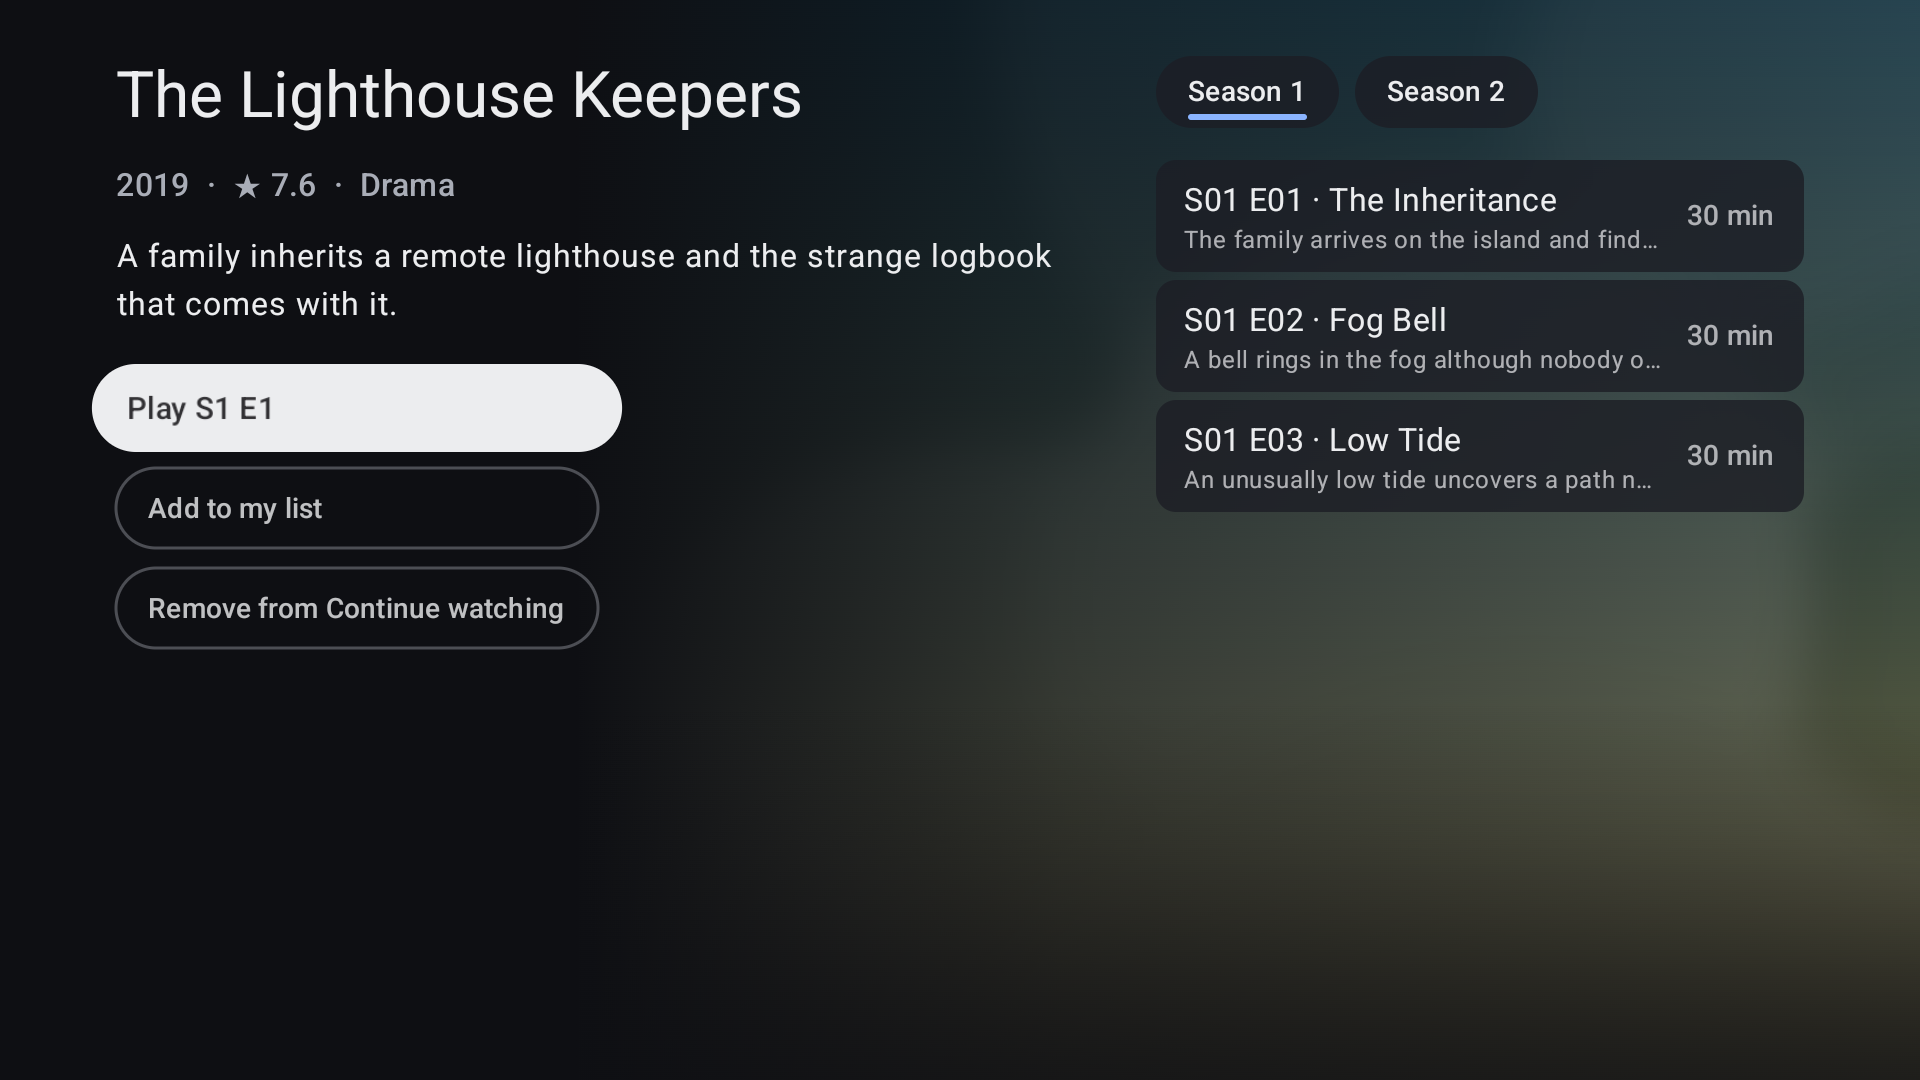 The Lighthouse Keepers
2019 · ★ 7.6 · Drama
A family inherits a remote lighthouse and the strange logbook
that comes with it.
Play S1 E1
Add to my list
Remove from Continue watching
Season 1
Season 2
S01 E01 · The Inheritance
The family arrives on the island and find…
30 min
S01 E02 · Fog Bell
A bell rings in the fog although nobody o…
30 min
S01 E03 · Low Tide
An unusually low tide uncovers a path n…
30 min